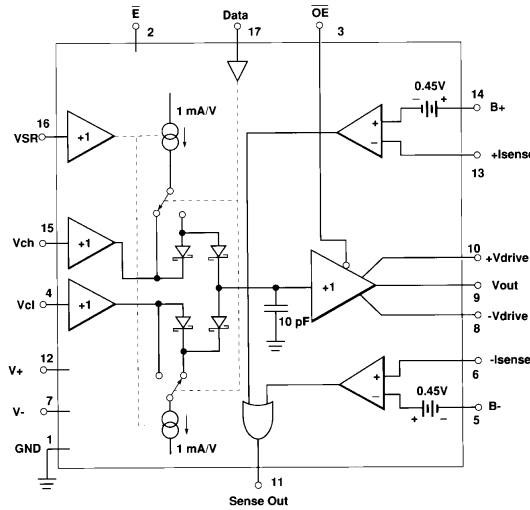 E Data OE
2 17 3
0.45V
14
1 mA/V
− + B+
16
+
VSR +1
−
+Isense
13
15
Vch +1
10
+Vdrive
4
Vcl +1
+1 Vout
9
10 pF
-Vdrive
8
12
V+
-Isense
+
6
7
V-
−
0.45V
B-
+ − 5
1
GND
1 mA/V
11
Sense Out